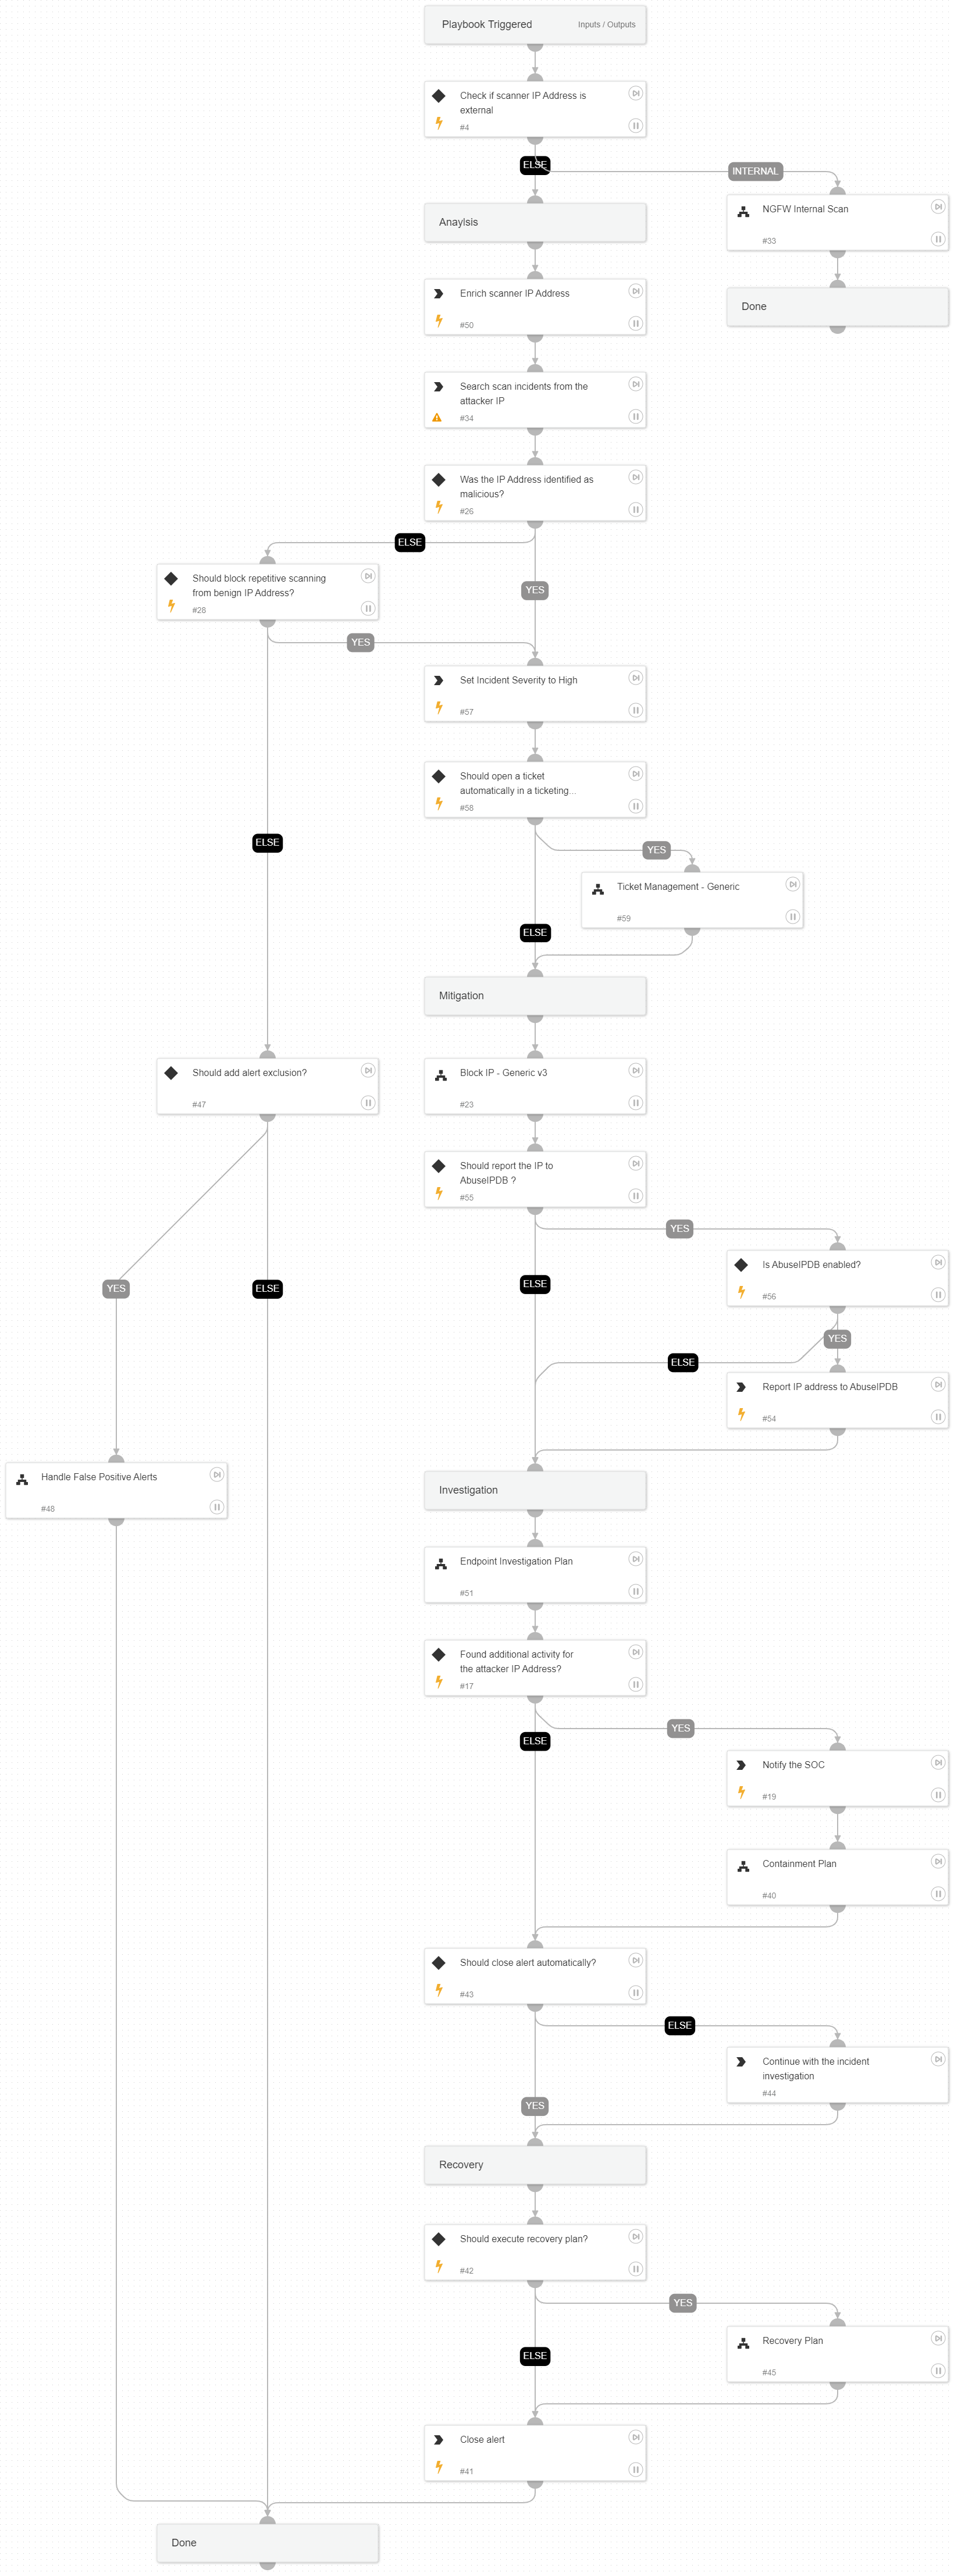 Playbook Triggered
Inputs / Outputs
Check if scanner IP Address is
external
#4
ELSE
INTERNAL
NGFW Internal Scan
#33
Anaylsis
Done
Enrich scanner IP Address
#50
Search scan incidents from the
attacker IP
#34
Was the IP Address identified as
malicious?
#26
ELSE
YES
Should block repetitive scanning
from benign IP Address?
#28
YES
Set Incident Severity to High
#57
Should open a ticket
automatically in a ticketing...
#58
ELSE
YES
Ticket Management - Generic
#59
ELSE
Mitigation
Should add alert exclusion?
#47
Block IP - Generic v3
#23
Should report the IP to
AbuseIPDB ?
#55
YES
Is AbuseIPDB enabled?
#56
YES
ELSE
ELSE
YES
ELSE
Report IP address to AbuseIPDB
#54
Handle False Positive Alerts
#48
Investigation
Endpoint Investigation Plan
#51
Found additional activity for
the attacker IP Address?
#17
YES
ELSE
Notify the SOC
#19
Containment Plan
#40
Should close alert automatically?
#43
ELSE
Continue with the incident
investigation
#44
YES
Recovery
Should execute recovery plan?
#42
YES
Recovery Plan
#45
ELSE
Close alert
#41
Done